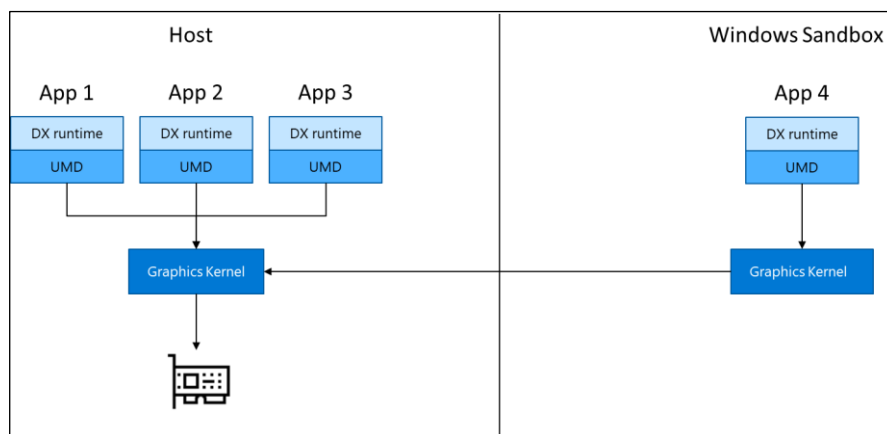 Host
Windows Sandbox
App 1
App 2
App 3
App 4
DX runtime
DX runtime
DX runtime
DX runtime
UMD
UMD
UMD
UMD
Graphics Kernel
Graphics Kernel